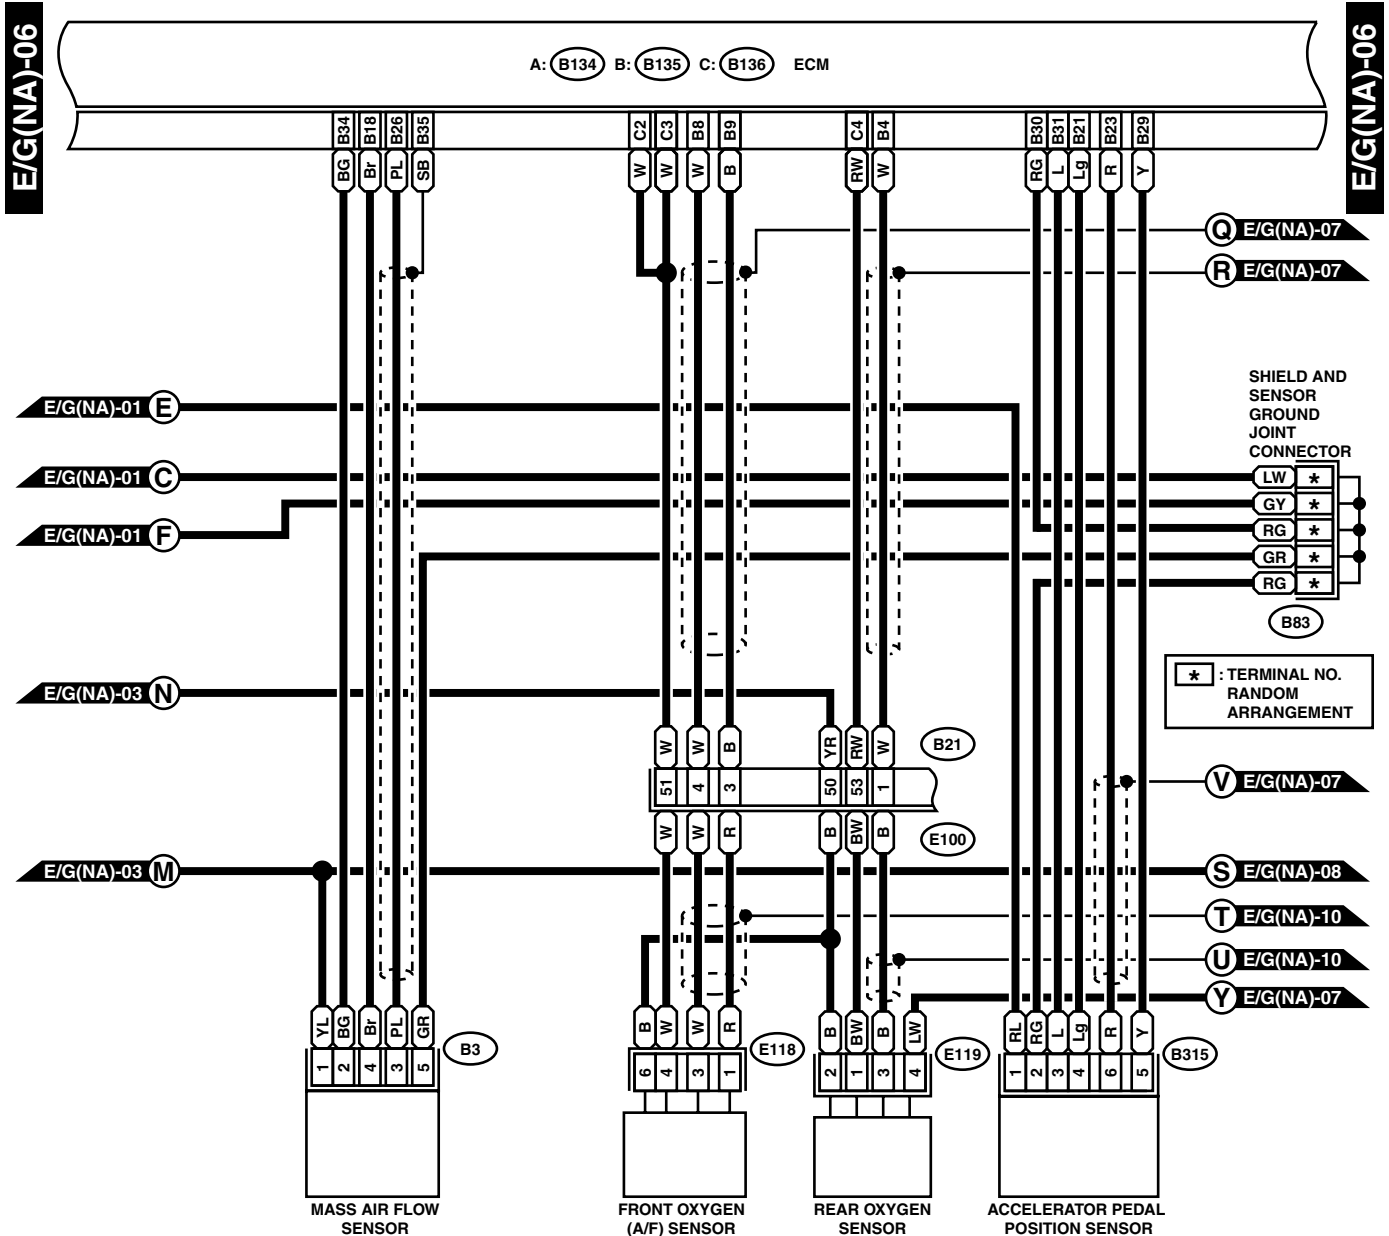 E/G(NA)-06
E/G(NA)-06
A: B134 B: B135 C: B136 ECM
B34 B18 B26 B35 C2 C3 B8 B9 C4 B4 B30 B31 B21 B23 B29
BG Br PL SB W W W B RW W RG L Lg R Y
Q E/G(NA)-07
R E/G(NA)-07
SHIELD AND
SENSOR
GROUND
JOINT
CONNECTOR
E/G(NA)-01 E
E/G(NA)-01 C
LW *
GY *
E/G(NA)-01 F
RG *
GR *
RG *
B83
* : TERMINAL NO.
RANDOM
ARRANGEMENT
E/G(NA)-03 N
W W B YR RW W B21
51 4 3 50 53 1
V E/G(NA)-07
W W R B BW B E100
E/G(NA)-03 M
S E/G(NA)-08
T E/G(NA)-10
U E/G(NA)-10
Y E/G(NA)-07
YL BG Br PL GR B3
B W W R E118
B BW B LW E119
RL RG L Lg R Y B315
1 2 4 3 5
6 4 3 1
2 1 3 4
1 2 3 4 6 5
MASS AIR FLOW
SENSOR
FRONT OXYGEN
(A/F) SENSOR
REAR OXYGEN
SENSOR
ACCELERATOR PEDAL
POSITION SENSOR